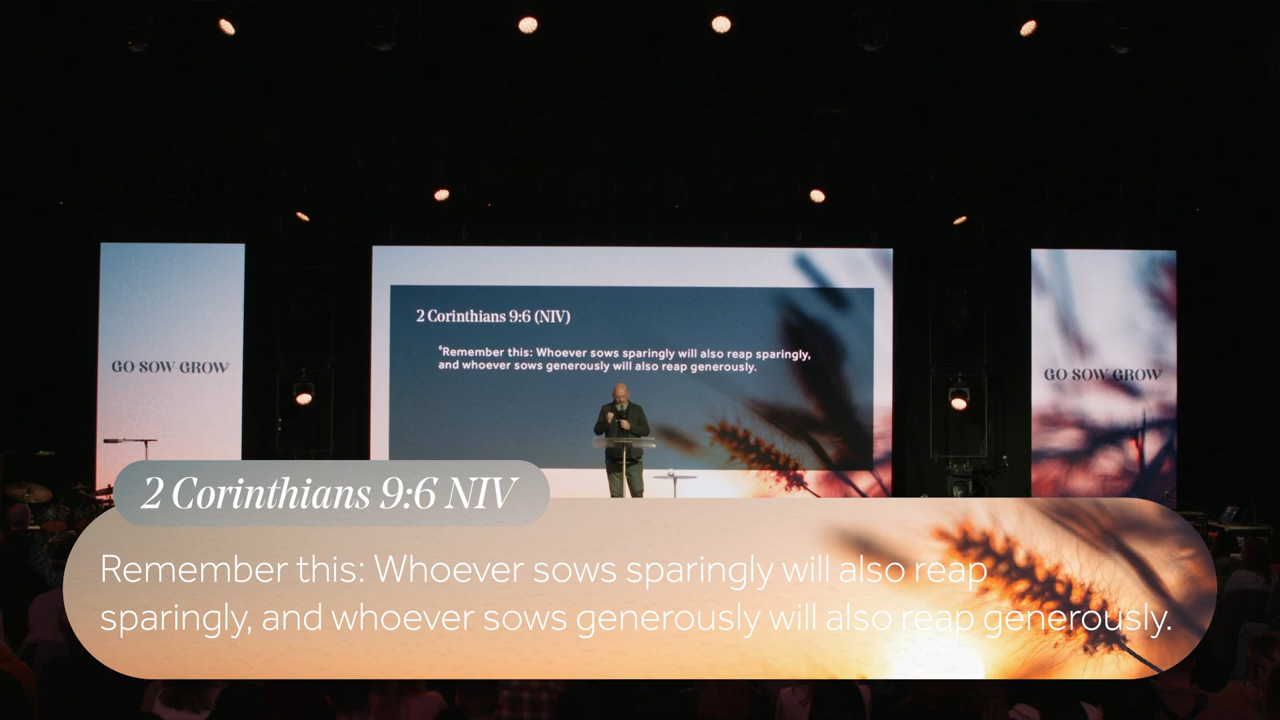 GO SOW GROW
2 Corinthians 9:6 (NIV)
⁶Remember this: Whoever sows sparingly will also reap sparingly,
and whoever sows generously will also reap generously.
GO SOW GROW
2 Corinthians 9:6 NIV
Remember this: Whoever sows sparingly will also reap
sparingly, and whoever sows generously will also reap generously.